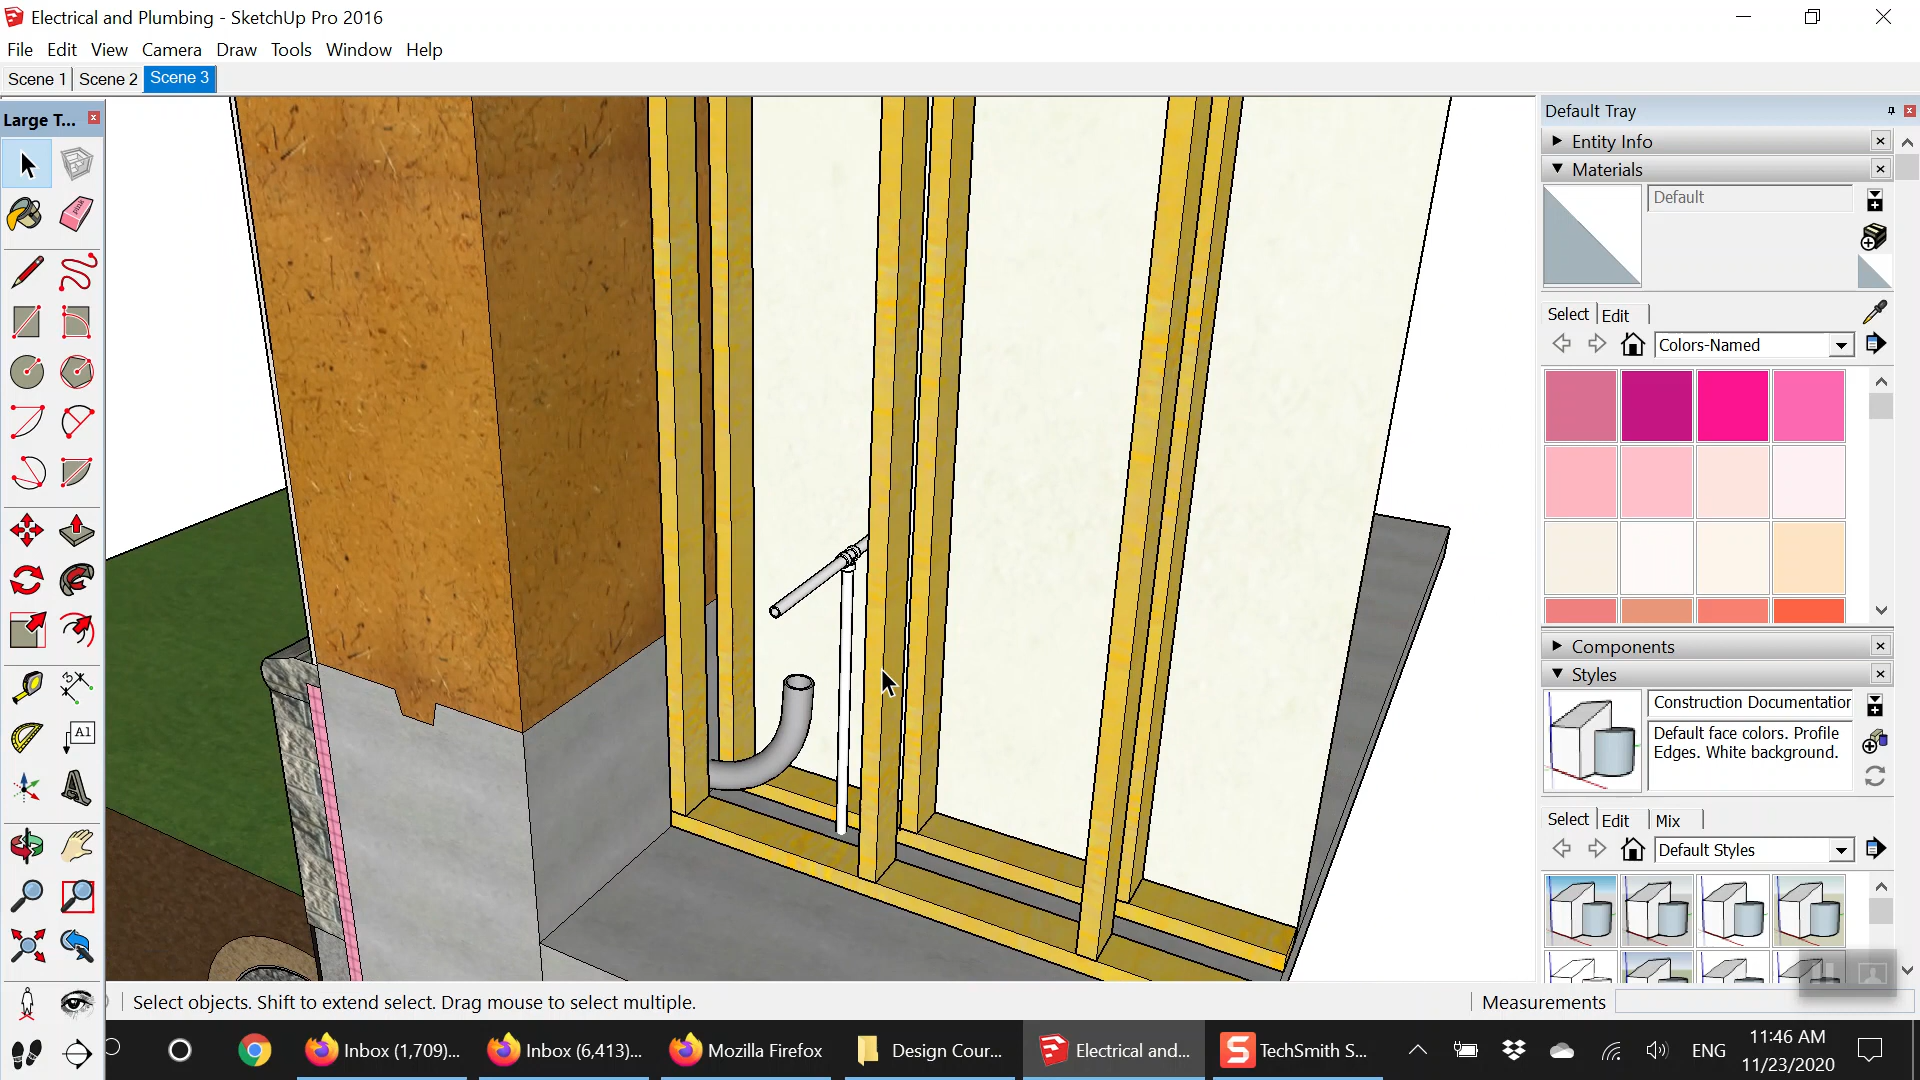 Electrical and Plumbing - SketchUp Pro 2016
File Edit View Camera Draw Tools Window Help
Scene 1 Scene 2 Scene 3
Large T...
Default Tray
Entity Info
Materials
Default
Select Edit
Colors-Named
Components
Styles
Construction Documentation
Default face colors. Profile
Edges. White background.
Select Edit Mix
Default Styles
A1
Select objects. Shift to extend select. Drag mouse to select multiple.
Measurements
Inbox (1,709)...
Inbox (6,413)...
Mozilla Firefox
Design Cour...
Electrical and...
TechSmith S...
ENG
11:46 AM
11/23/2020